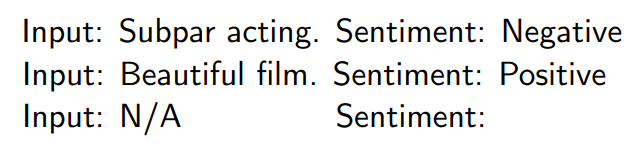 Input: Subpar acting. Sentiment: Negative
Input: Beautiful film. Sentiment: Positive
Input: N/A Sentiment: